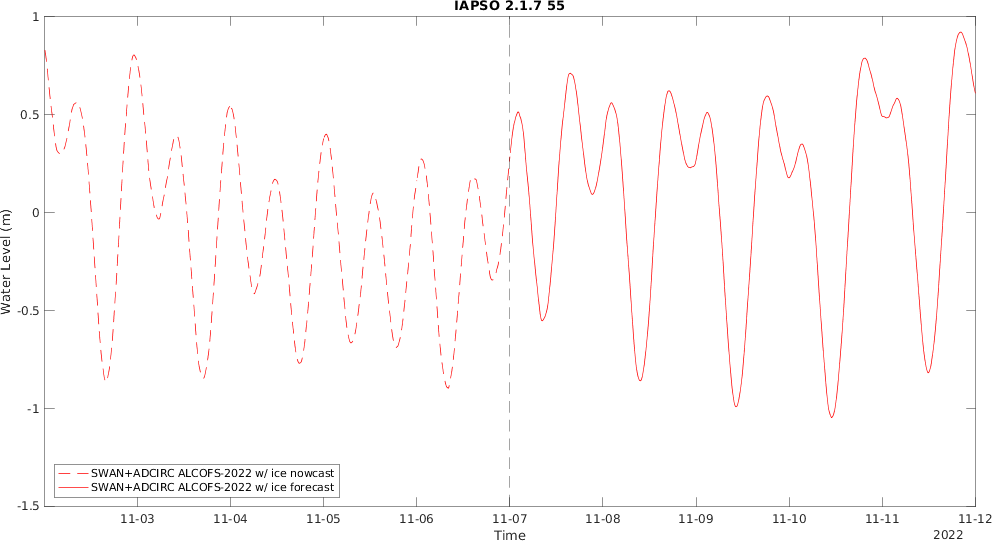 IAPSO 2.1.7 55
Water Level (m)
1
0.5
0
-0.5
-1
-1.5
SWAN+ADCIRC ALCOFS-2022 w/ ice nowcast
SWAN+ADCIRC ALCOFS-2022 w/ ice forecast
11-03 11-04 11-05 11-06 11-07 11-08 11-09 11-10 11-11 11-12
Time
2022